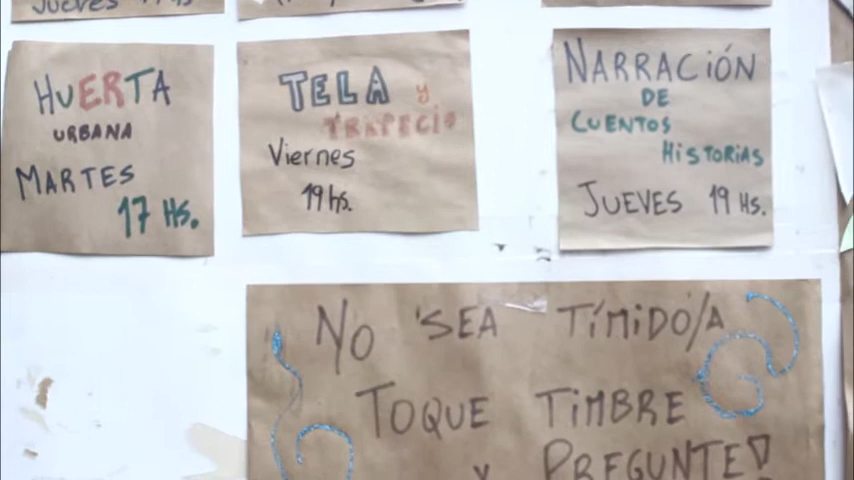 Jueves
HUERTA
URBANA
MARTES
17 HS.
TELA y
TRAPECIO
Viernes
19 hs.
NARRACIÓN
DE
CUENTOS
HISTORIAS
JUEVES 19 HS.
NO SEA TÍMIDO/A
TOQUE TIMBRE
Y PREGUNTE!